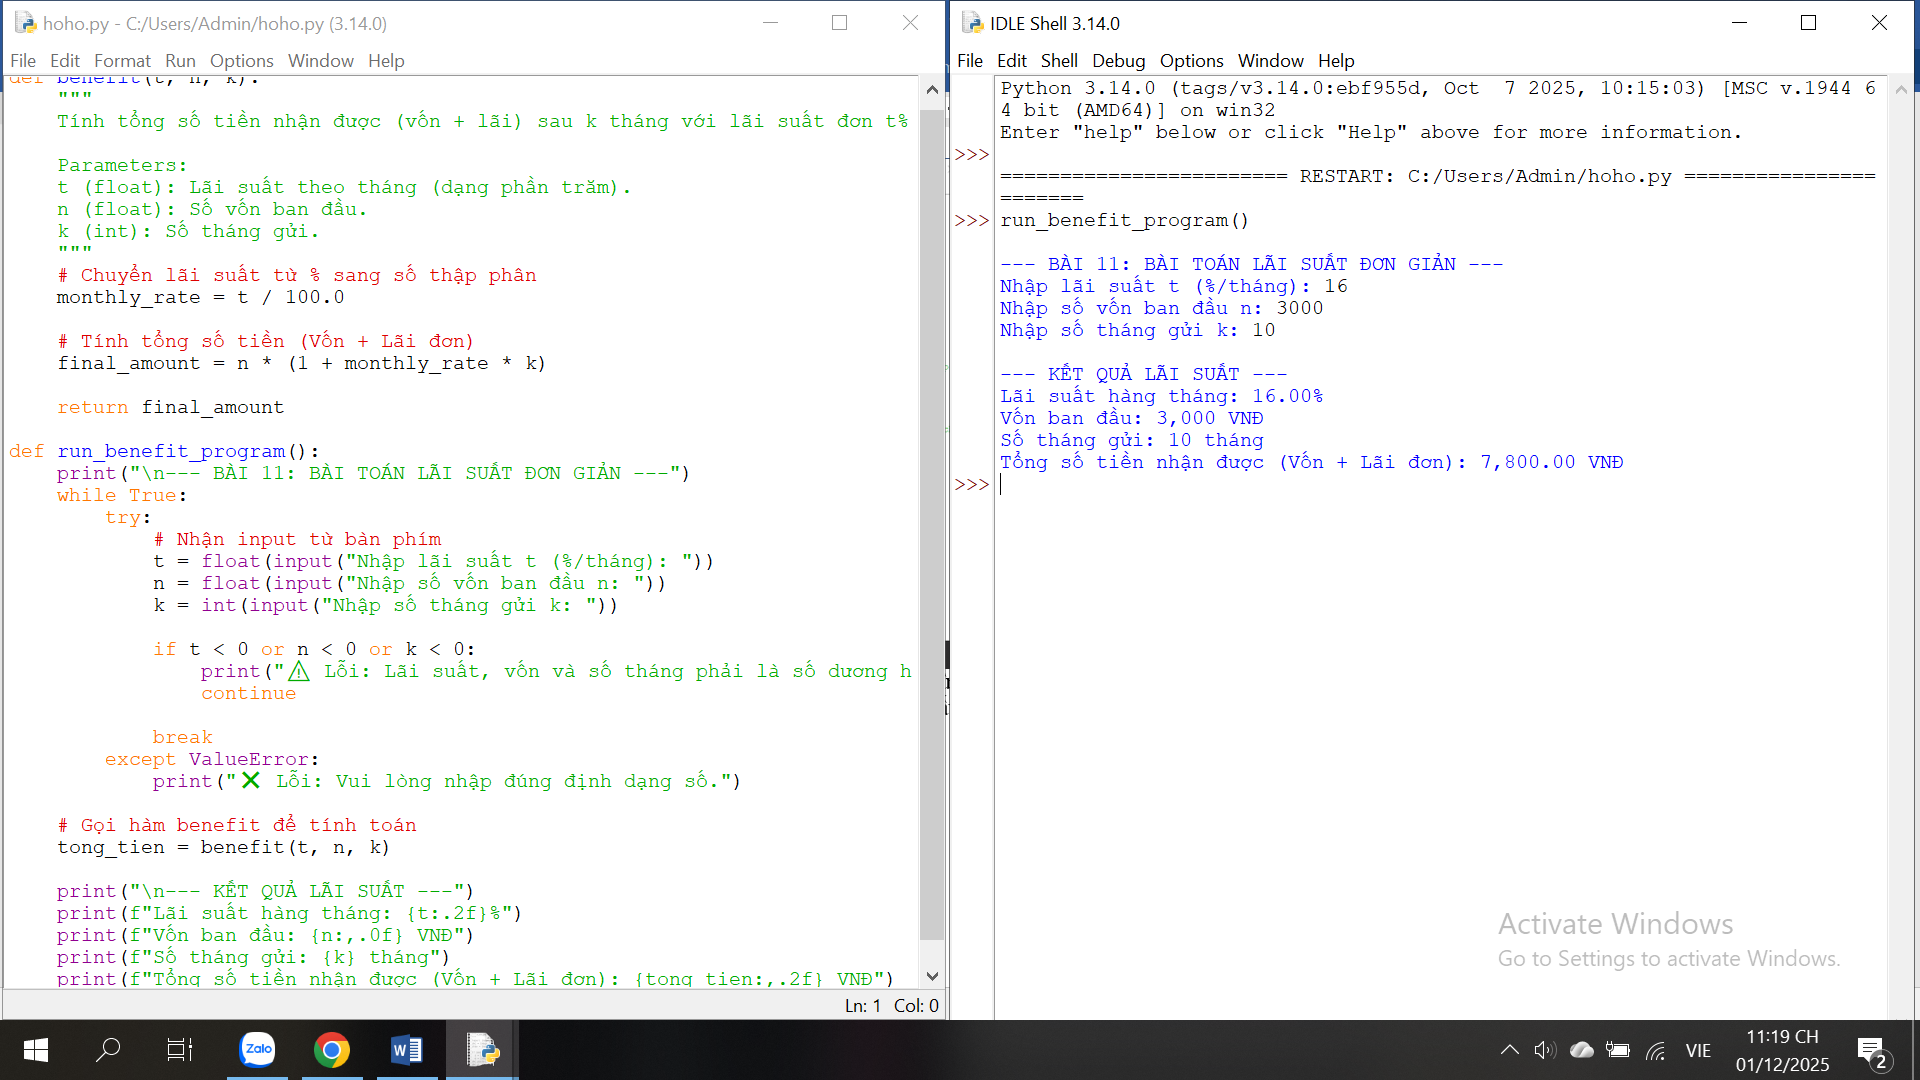 hoho.py - C:/Users/Admin/hoho.py (3.14.0)
File Edit Format Run Options Window Help
def benefit(t, n, k):
"""
Tính tổng số tiền nhận được (vốn + lãi) sau k tháng với lãi suất đơn t%
Parameters:
t (float): Lãi suất theo tháng (dạng phần trăm).
n (float): Số vốn ban đầu.
k (int): Số tháng gửi.
"""
# Chuyển lãi suất từ % sang số thập phân
monthly_rate = t / 100.0
# Tính tổng số tiền (Vốn + Lãi đơn)
final_amount = n * (1 + monthly_rate * k)
return final_amount
def run_benefit_program():
print("\n--- BÀI 11: BÀI TOÁN LÃI SUẤT ĐƠN GIẢN ---")
while True:
try:
# Nhận input từ bàn phím
t = float(input("Nhập lãi suất t (%/tháng): "))
n = float(input("Nhập số vốn ban đầu n: "))
k = int(input("Nhập số tháng gửi k: "))
if t < 0 or n < 0 or k < 0:
print("⚠ Lỗi: Lãi suất, vốn và số tháng phải là số dương h
continue
break
except ValueError:
print("❌ Lỗi: Vui lòng nhập đúng định dạng số.")
# Gọi hàm benefit để tính toán
tong_tien = benefit(t, n, k)
print("\n--- KẾT QUẢ LÃI SUẤT ---")
print(f"Lãi suất hàng tháng: {t:.2f}%")
print(f"Vốn ban đầu: {n:,.0f} VNĐ")
print(f"Số tháng gửi: {k} tháng")
print(f"Tổng số tiền nhận được (Vốn + Lãi đơn): {tong_tien:,.2f} VNĐ")
Ln: 1 Col: 0
IDLE Shell 3.14.0
File Edit Shell Debug Options Window Help
Python 3.14.0 (tags/v3.14.0:ebf955d, Oct  7 2025, 10:15:03) [MSC v.1944 6
4 bit (AMD64)] on win32
Enter "help" below or click "Help" above for more information.
>>>
======================== RESTART: C:/Users/Admin/hoho.py ================
=======
>>> run_benefit_program()
--- BÀI 11: BÀI TOÁN LÃI SUẤT ĐƠN GIẢN ---
Nhập lãi suất t (%/tháng): 16
Nhập số vốn ban đầu n: 3000
Nhập số tháng gửi k: 10
--- KẾT QUẢ LÃI SUẤT ---
Lãi suất hàng tháng: 16.00%
Vốn ban đầu: 3,000 VNĐ
Số tháng gửi: 10 tháng
Tổng số tiền nhận được (Vốn + Lãi đơn): 7,800.00 VNĐ
>>>
Activate Windows
Go to Settings to activate Windows.
Zalo
VIE
11:19 CH
01/12/2025
2